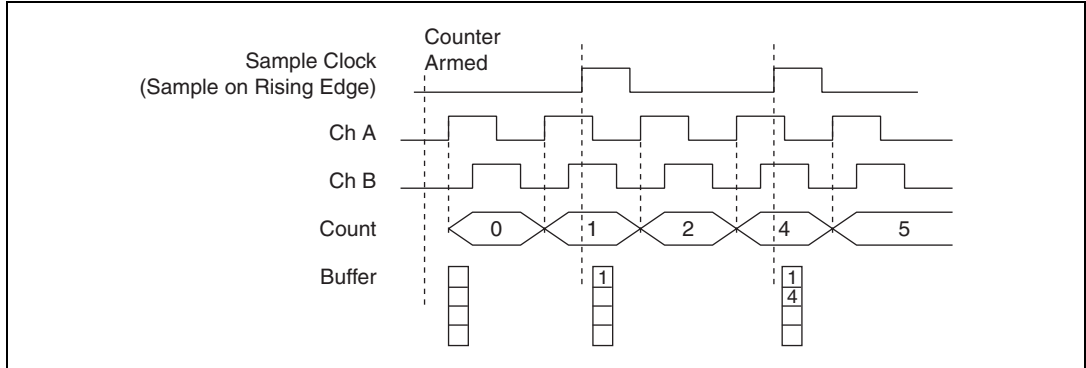 Counter
Armed
Sample Clock
(Sample on Rising Edge)
Ch A
Ch B
Count
0 1 2 4 5
Buffer
1 1
4